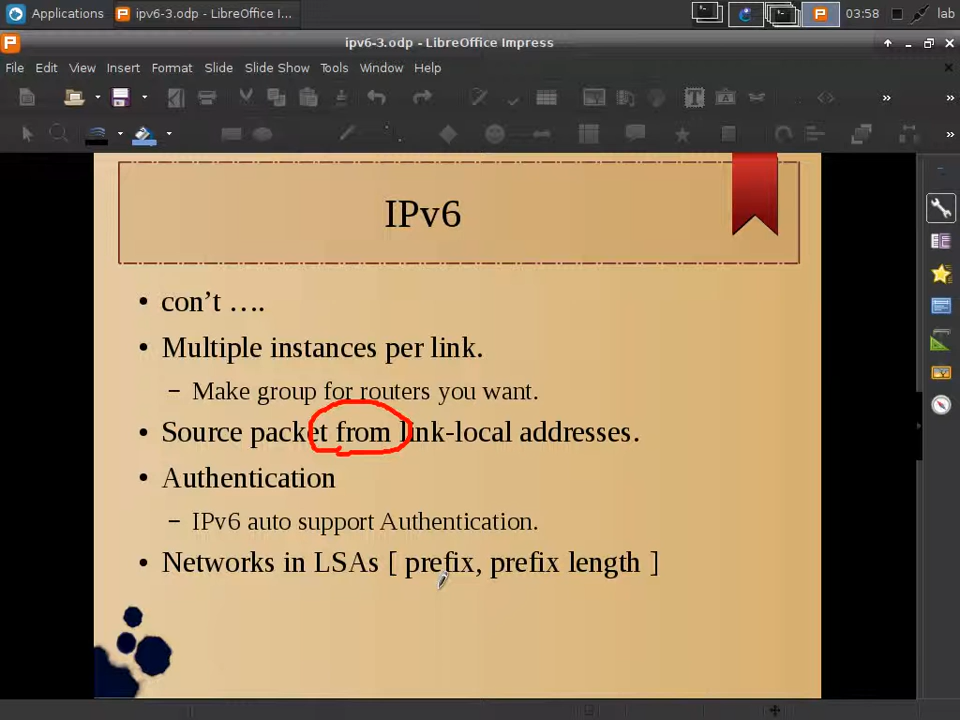 Applications
ipv6-3.odp - LibreOffice I...
03:58
lab
ipv6-3.odp - LibreOffice Impress
File Edit View Insert Format Slide Slide Show Tools Window Help
IPv6
• con’t ….
• Multiple instances per link.
– Make group for routers you want.
• Source packet from link-local addresses.
• Authentication
– IPv6 auto support Authentication.
• Networks in LSAs [ prefix, prefix length ]